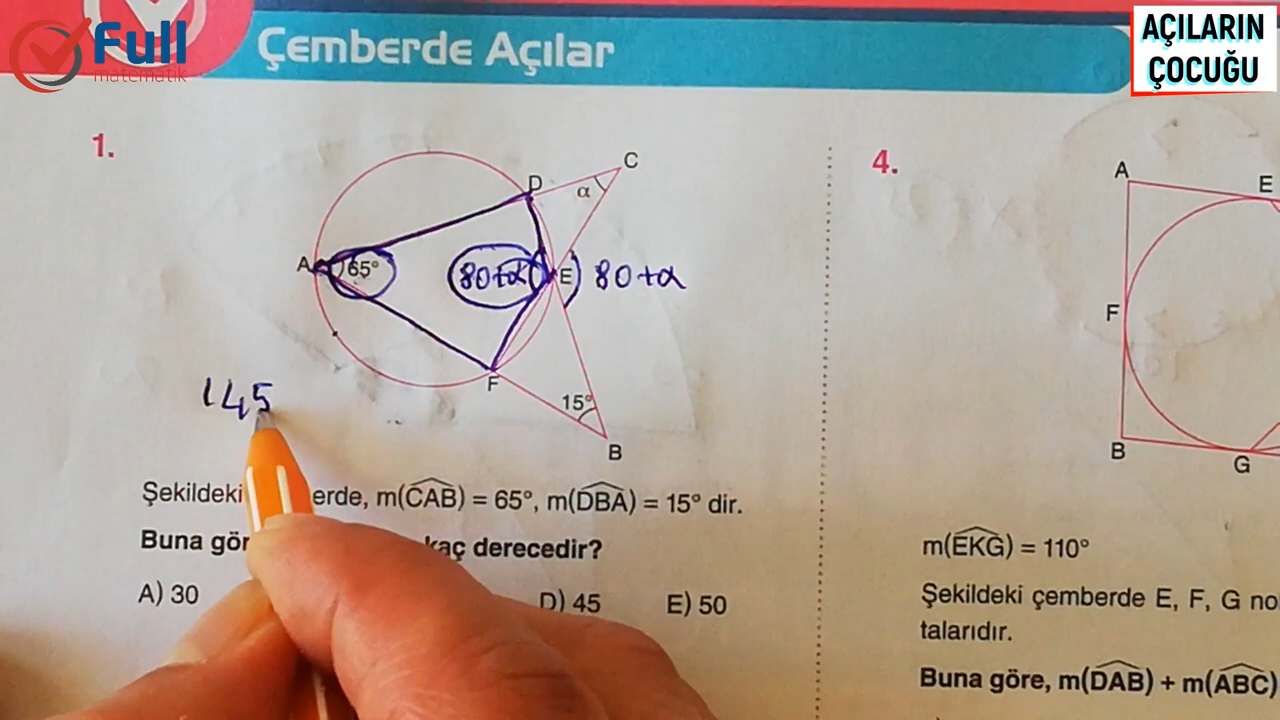 Full
matematik
Çemberde Açılar
AÇILARIN
ÇOCUĞU
1.
D
C
α
A
65°
80+α
E
80+α
F
15°
B
145
Şekildeki erde, m(CAB) = 65°, m(DBA) = 15° dir.
Buna gör kaç derecedir?
A) 30
D) 45
E) 50
4.
A
E
F
B
G
m(EKG) = 110°
Şekildeki çemberde E, F, G no
talarıdır.
Buna göre, m(DAB) + m(ABC)